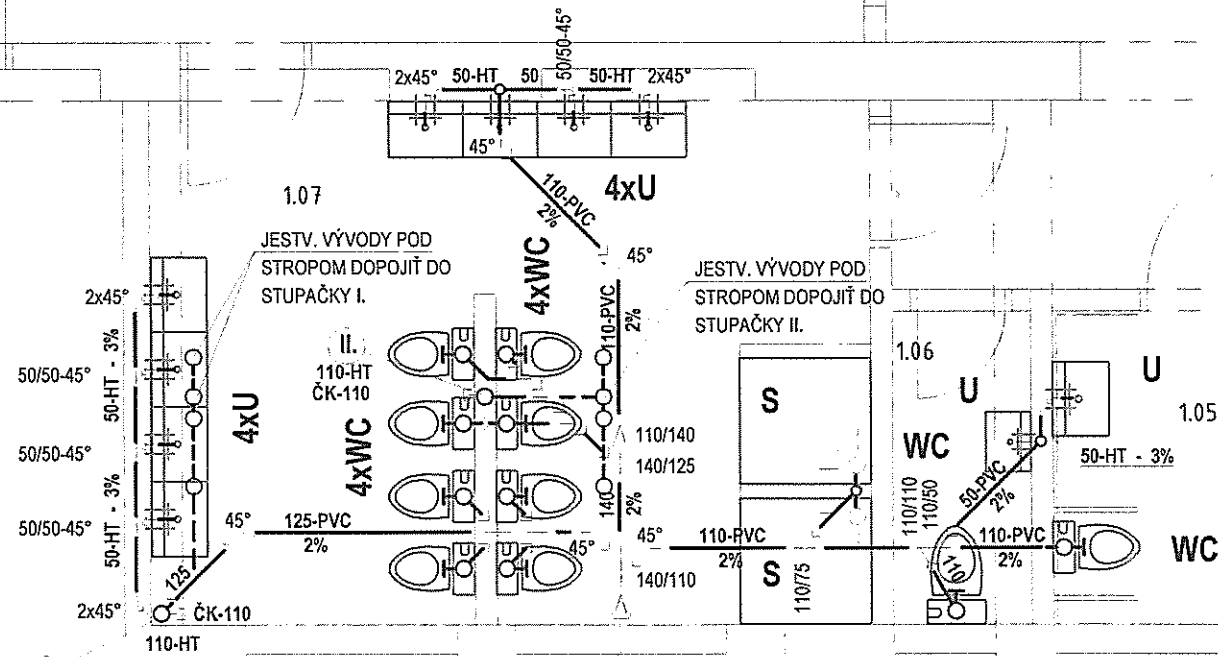 2x45°
50-HT
50
50/50-45°
50-HT
2x45°
45°
4xU
110-PVC
2%
1.07
JESTV. VÝVODY POD
STROPOM DOPOJIŤ DO
STUPAČKY I.
4xWC
45°
JESTV. VÝVODY POD
STROPOM DOPOJIŤ DO
STUPAČKY II.
110-PVC
2%
2x45°
50-HT - 3%
50/50-45°
4xU
II.
110-HT
ČK-110
4xWC
1.06
U
U
1.05
S
WC
50/50-45°
110/140
140/125
50-HT - 3%
50-PVC
2%
110/110
110/50
50-HT - 3%
50/50-45°
45°
125-PVC
2%
45°
140
2%
45°
110-PVC
2%
110-PVC
2%
WC
125
140/110
S
110/75
110
2x45°
ČK-110
110-HT